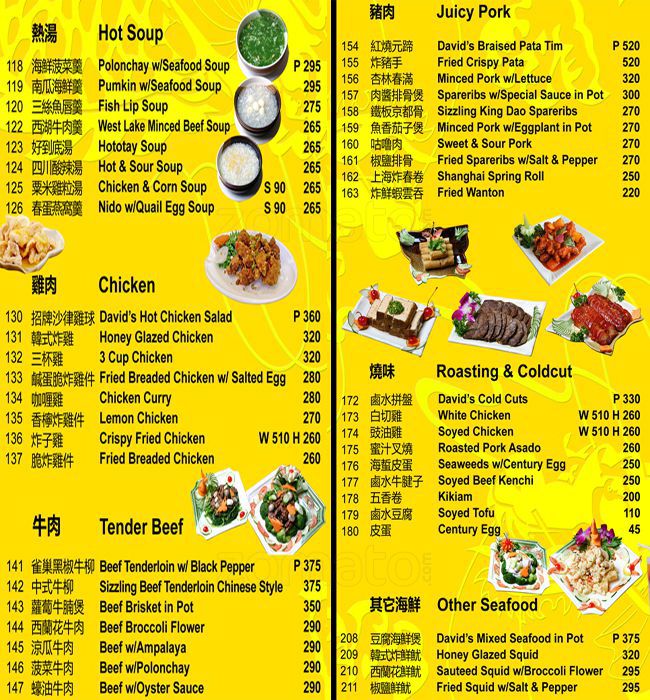 熱湯 Hot Soup
118 海鮮菠菜羹 Polonchay w/Seafood Soup P 295
119 南瓜海鮮羹 Pumkin w/Seafood Soup 295
120 三絲魚唇羹 Fish Lip Soup 275
122 西湖牛肉羹 West Lake Minced Beef Soup 265
123 好到底湯 Hototay Soup 265
124 四川酸辣湯 Hot & Sour Soup 265
125 粟米雞粒湯 Chicken & Corn Soup S 90 265
126 春蛋燕窩羹 Nido w/Quail Egg Soup S 90 265
雞肉 Chicken
130 招牌沙律雞球 David's Hot Chicken Salad P 360
131 韓式炸雞 Honey Glazed Chicken 320
132 三杯雞 3 Cup Chicken 320
133 鹹蛋脆炸雞件 Fried Breaded Chicken w/ Salted Egg 280
134 咖喱雞 Chicken Curry 280
135 香檸炸雞件 Lemon Chicken 270
136 炸子雞 Crispy Fried Chicken W 510 H 260
137 脆炸雞件 Fried Breaded Chicken 260
牛肉 Tender Beef
141 雀巢黑椒牛柳 Beef Tenderloin w/ Black Pepper P 375
142 中式牛柳 Sizzling Beef Tenderloin Chinese Style 375
143 蘿蔔牛腩煲 Beef Brisket in Pot 350
144 西蘭花牛肉 Beef Broccoli Flower 290
145 涼瓜牛肉 Beef w/Ampalaya 290
146 菠菜牛肉 Beef w/Polonchay 290
147 蠔油牛肉 Beef w/Oyster Sauce 290
豬肉 Juicy Pork
154 紅燒元蹄 David's Braised Pata Tim P 520
155 炸豬手 Fried Crispy Pata 520
156 杏林春滿 Minced Pork w/Lettuce 320
157 肉醬排骨煲 Spareribs w/Special Sauce in Pot 300
158 鐵板京都骨 Sizzling King Dao Spareribs 270
159 魚香茄子煲 Minced Pork w/Eggplant in Pot 270
160 咕嚕肉 Sweet & Sour Pork 270
161 椒鹽排骨 Fried Spareribs w/Salt & Pepper 270
162 上海炸春卷 Shanghai Spring Roll 250
163 炸鮮蝦雲吞 Fried Wanton 220
燒味 Roasting & Coldcut
172 鹵水拼盤 David's Cold Cuts P 330
173 白切雞 White Chicken W 510 H 260
174 豉油雞 Soyed Chicken W 510 H 260
175 蜜汁叉燒 Roasted Pork Asado 260
176 海蜇皮蛋 Seaweeds w/Century Egg 250
177 鹵水牛腱子 Soyed Beef Kenchi 250
178 五香卷 Kikiam 200
179 鹵水豆腐 Soyed Tofu 110
180 皮蛋 Century Egg 45
其它海鮮 Other Seafood
208 豆腐海鮮煲 David's Mixed Seafood in Pot P 375
209 韓式鮮魷 Honey Glazed Squid 320
210 西蘭花鮮魷 Sauteed Squid w/Broccoli Flower 295
211 椒鹽鮮魷 Fried Squid w/Salt & Pepper 295
zomato.com